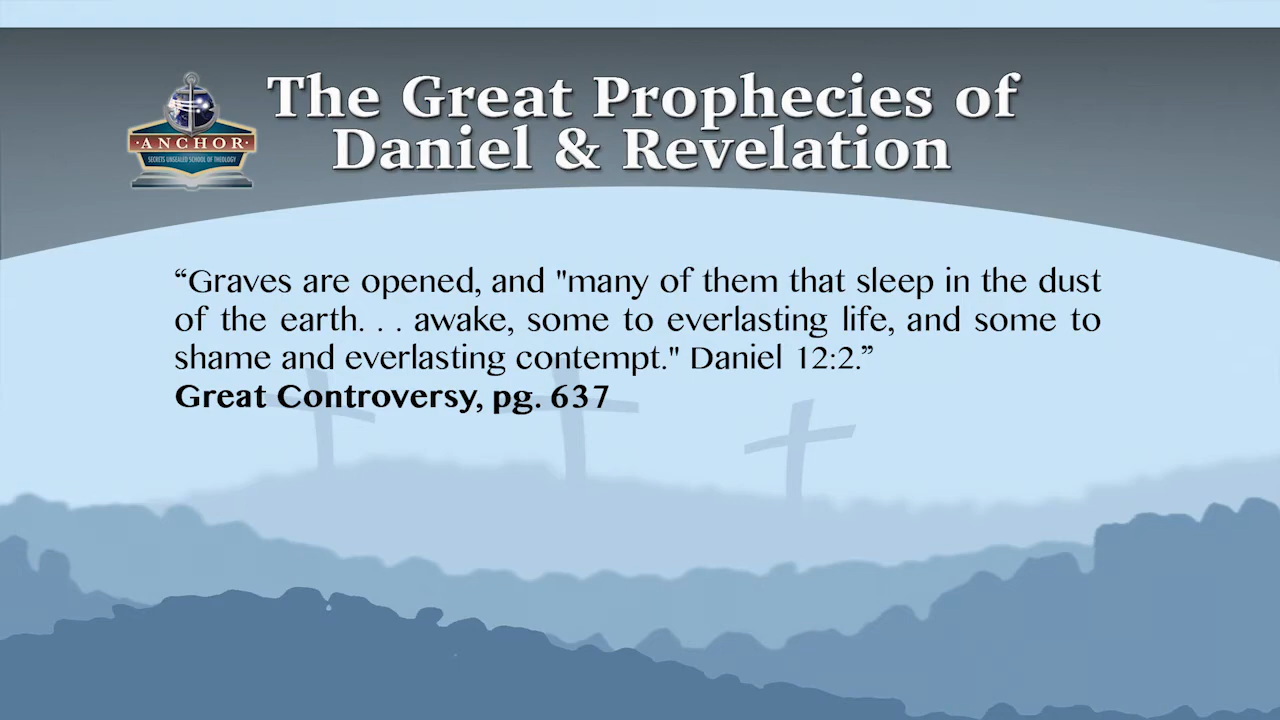 The Great Prophecies of
Daniel & Revelation
·ANCHOR·
SECRETS UNSEALED SCHOOL OF THEOLOGY
“Graves are opened, and "many of them that sleep in the dust
of the earth. . . awake, some to everlasting life, and some to
shame and everlasting contempt." Daniel 12:2.”
Great Controversy, pg. 637